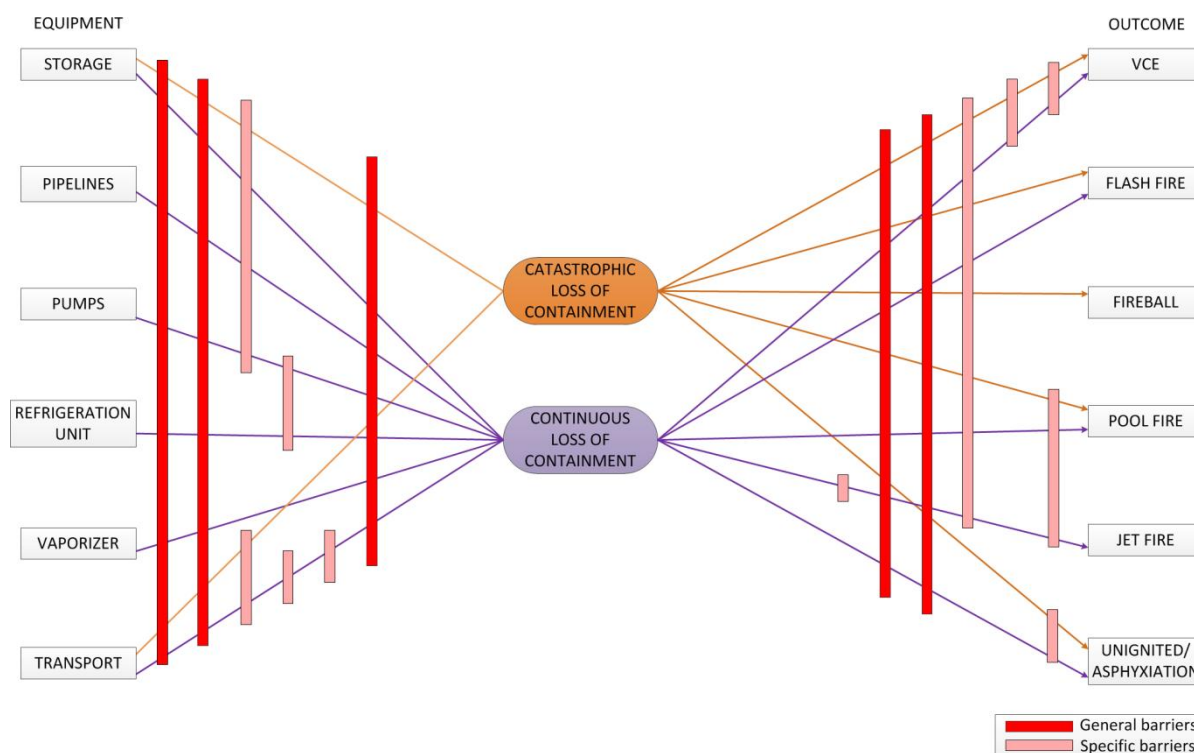 EQUIPMENT
OUTCOME
STORAGE
VCE
PIPELINES
FLASH FIRE
PUMPS
CATASTROPHIC
LOSS OF
CONTAINMENT
FIREBALL
REFRIGERATION
UNIT
CONTINUOUS
LOSS OF
CONTAINMENT
POOL FIRE
VAPORIZER
JET FIRE
TRANSPORT
UNIGNITED/
ASPHYXIATION
General barriers
Specific barriers